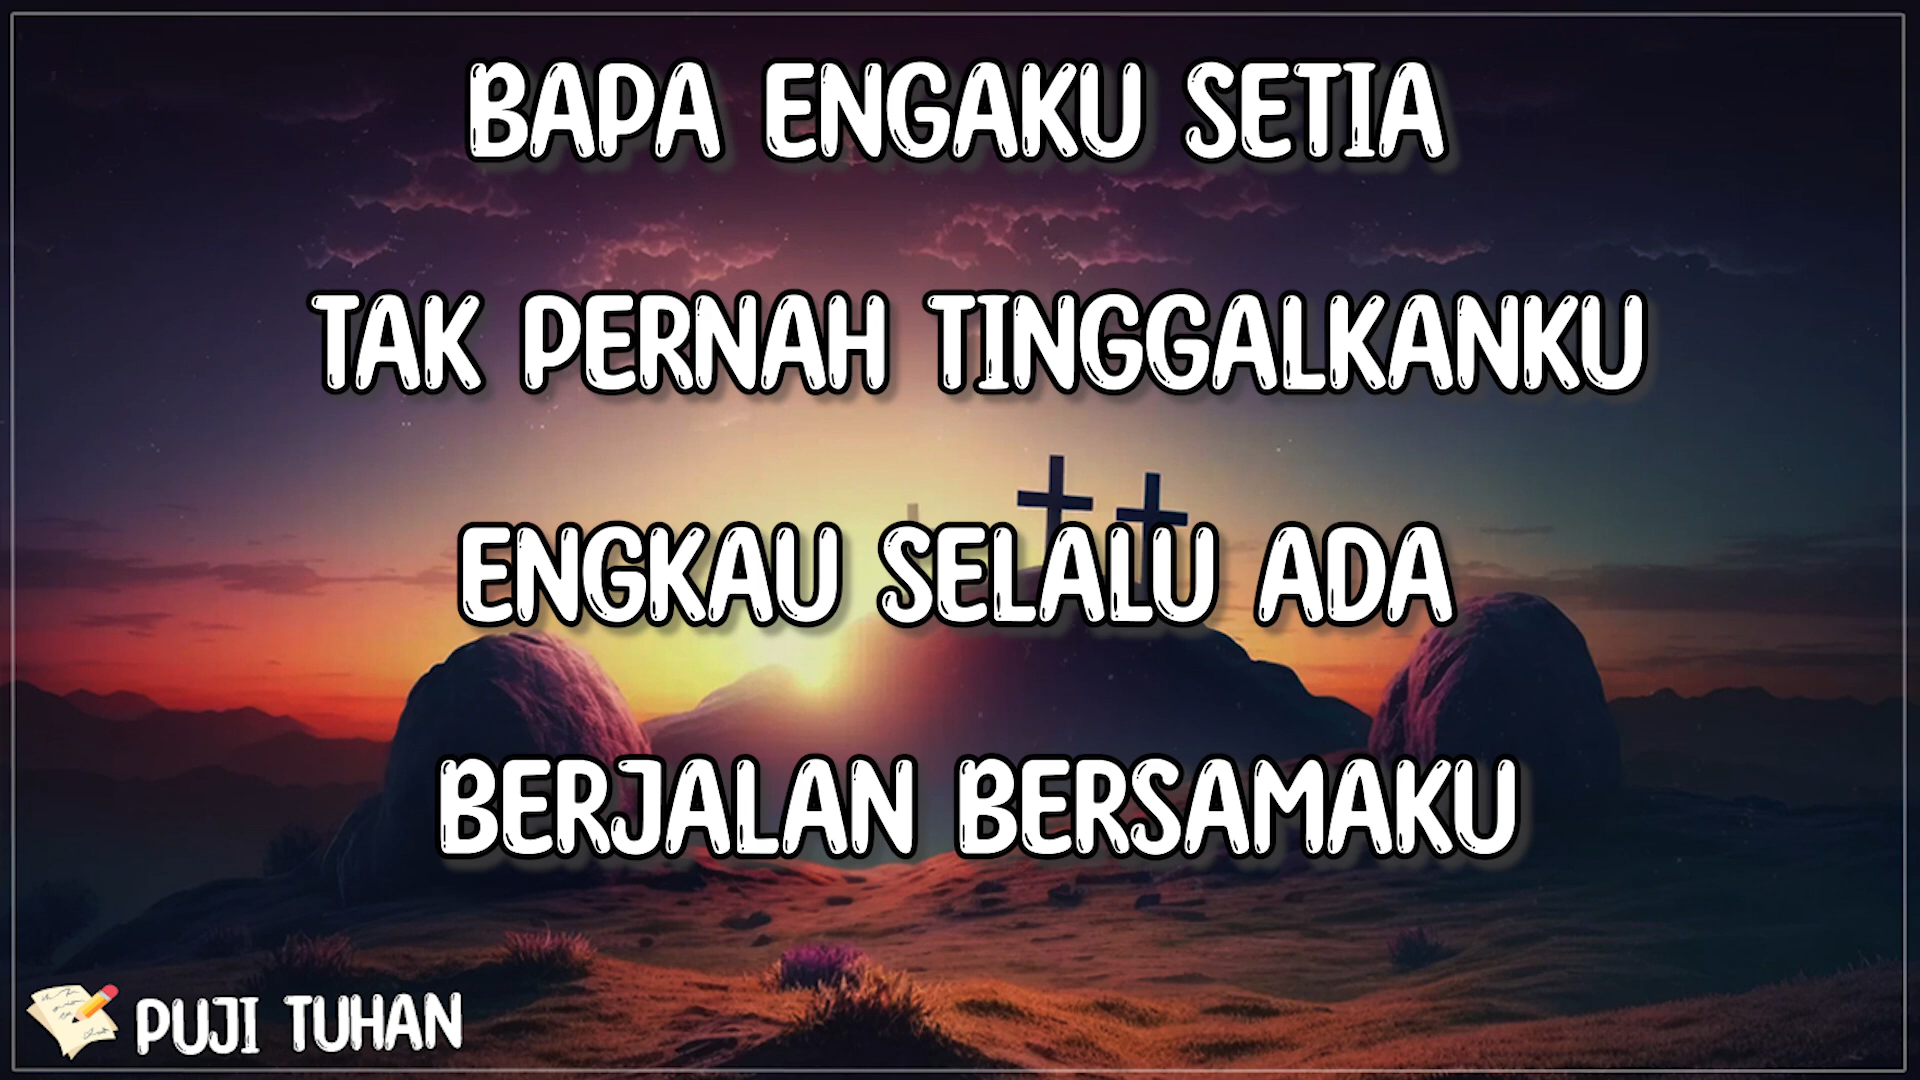 BAPA ENGAKU SETIA
TAK PERNAH TINGGALKANKU
ENGKAU SELALU ADA
BERJALAN BERSAMAKU
PUJI TUHAN